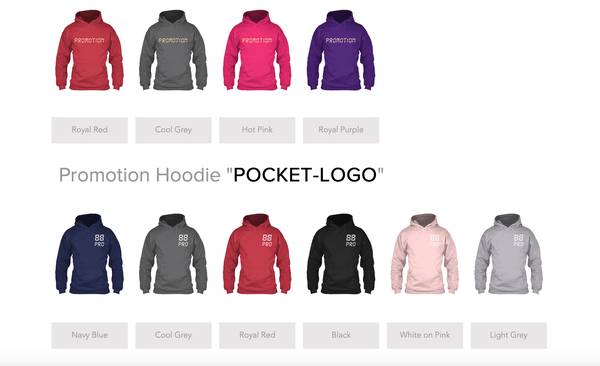 PROMOTION PROMOTION PROMOTION PROMOTION
Royal Red Cool Grey Hot Pink Royal Purple
Promotion Hoodie "POCKET-LOGO"
88 88 88 88 88 88
PRO PRO PRO PRO PRO PRO
Navy Blue Cool Grey Royal Red Black White on Pink Light Grey